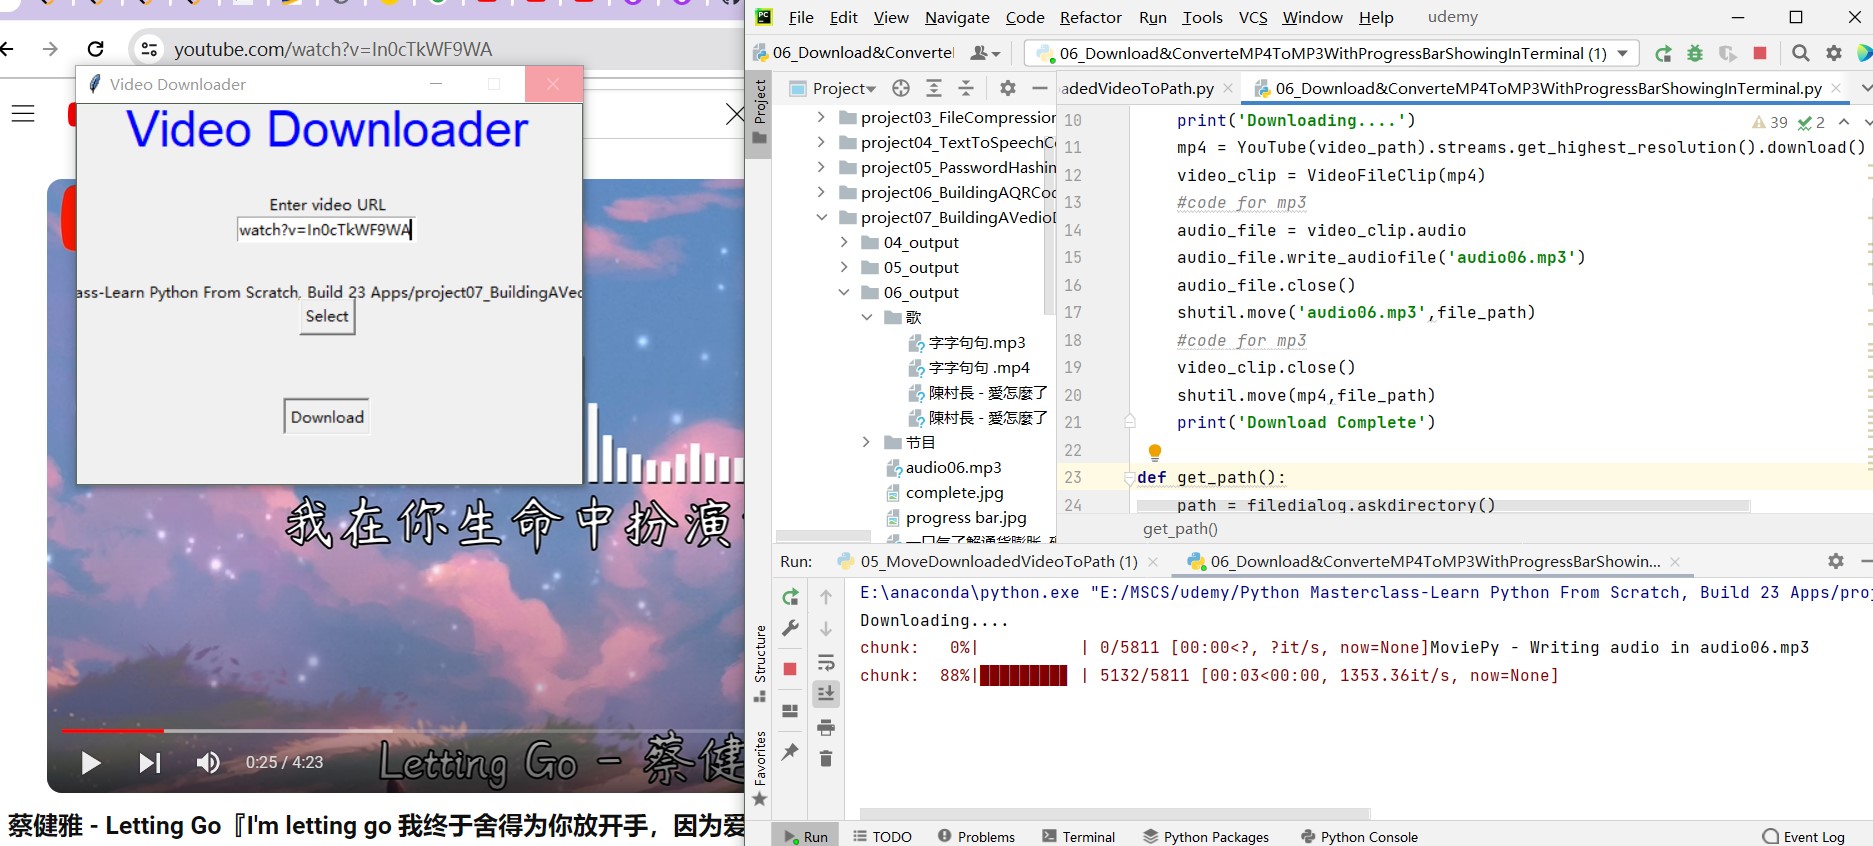 youtube.com/watch?v=In0cTkWF9WA
Video Downloader
Video Downloader
Enter video URL
watch?v=In0cTkWF9WA
ass-Learn Python From Scratch, Build 23 Apps/project07_BuildingAVed
Select
Download
我在你生命中扮演
Letting Go - 蔡健
0:25 / 4:23
蔡健雅 - Letting Go『I'm letting go 我终于舍得为你放开手，因为爱
File Edit View Navigate Code Refactor Run Tools VCS Window Help udemy
06_Download&Converte
06_Download&ConverteMP4ToMP3WithProgressBarShowingInTerminal (1)
Project
Project
adedVideoToPath.py
06_Download&ConverteMP4ToMP3WithProgressBarShowingInTerminal.py
project03_FileCompression
project04_TextToSpeechCo
project05_PasswordHashin
project06_BuildingAQRCod
project07_BuildingAVedioD
04_output
05_output
06_output
歌
字字句句.mp3
字字句句 .mp4
陳村長 - 愛怎麼了
陳村長 - 愛怎麼了
节目
audio06.mp3
complete.jpg
progress bar.jpg
39 2
10 print('Downloading....')
11 mp4 = YouTube(video_path).streams.get_highest_resolution().download()
12 video_clip = VideoFileClip(mp4)
13 #code for mp3
14 audio_file = video_clip.audio
15 audio_file.write_audiofile('audio06.mp3')
16 audio_file.close()
17 shutil.move('audio06.mp3',file_path)
18 #code for mp3
19 video_clip.close()
20 shutil.move(mp4,file_path)
21 print('Download Complete')
22
23 def get_path():
24 path = filedialog.askdirectory()
get_path()
Run:
05_MoveDownloadedVideoToPath (1)
06_Download&ConverteMP4ToMP3WithProgressBarShowin...
E:\anaconda\python.exe "E:/MSCS/udemy/Python Masterclass-Learn Python From Scratch, Build 23 Apps/proj
Downloading....
chunk:   0%|          | 0/5811 [00:00<?, ?it/s, now=None]MoviePy - Writing audio in audio06.mp3
chunk:  88%|█████████ | 5132/5811 [00:03<00:00, 1353.36it/s, now=None]
Structure
Favorites
Run TODO Problems Terminal Python Packages Python Console Event Log